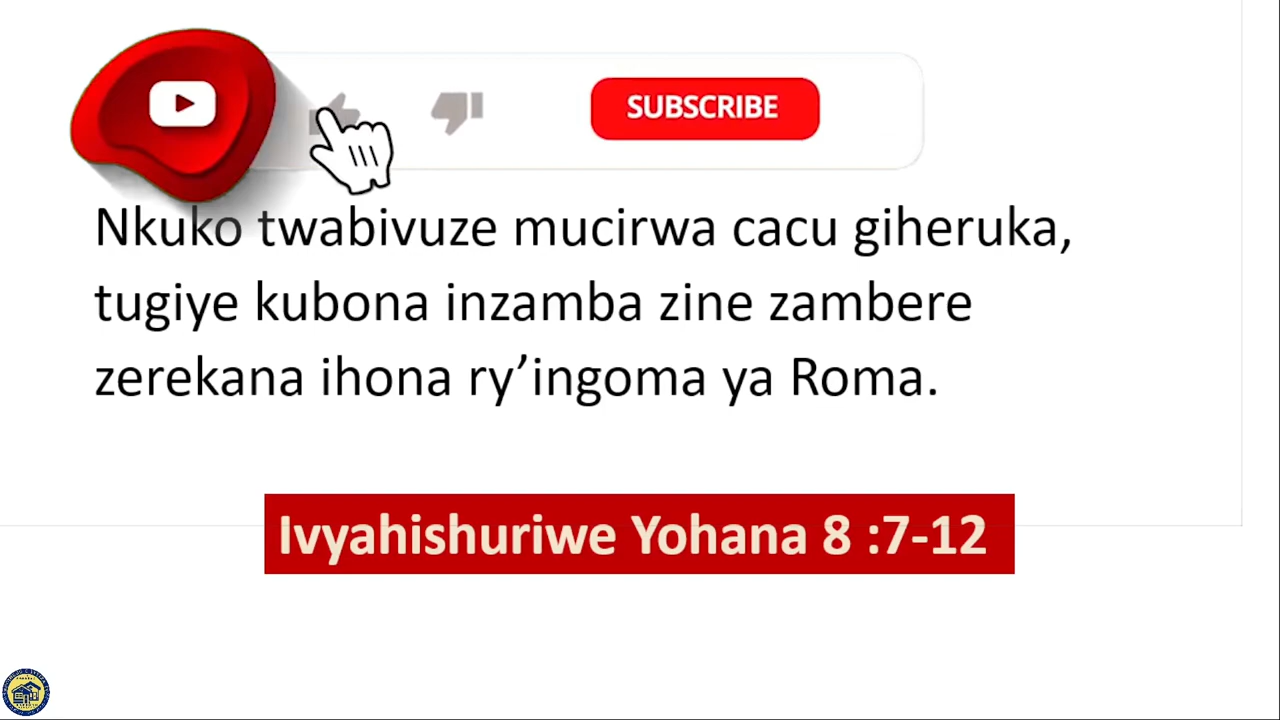 SUBSCRIBE
Nkuko twabivuze mucirwa cacu giheruka,
tugiye kubona inzamba zine zambere
zerekana ihona ry’ingoma ya Roma.
Ivyahishuriwe Yohana 8 :7-12